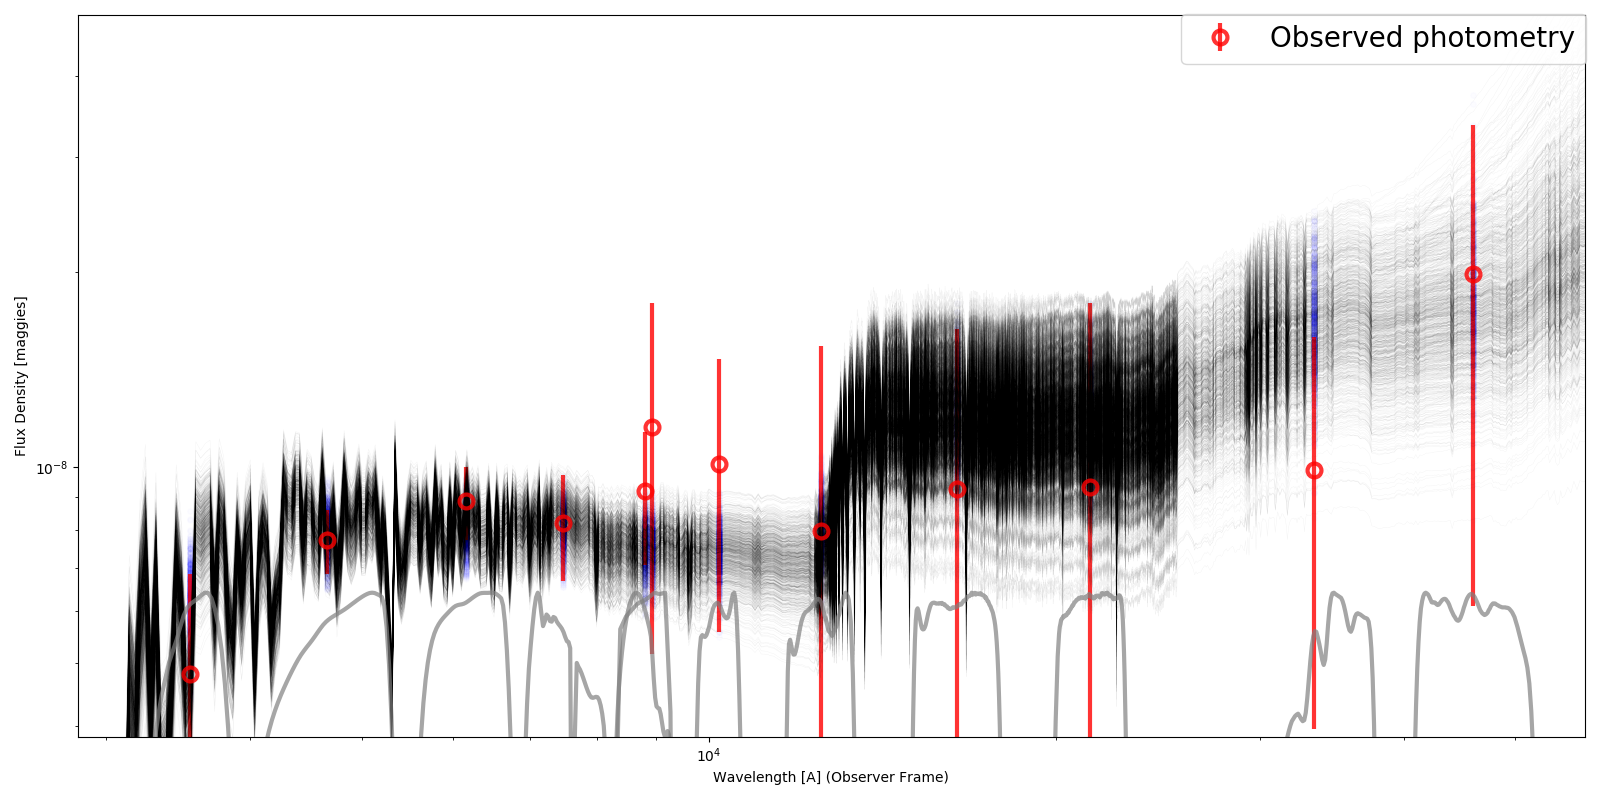 Observed photometry
Flux Density [maggies]
10⁻⁸
10⁴
Wavelength [A] (Observer Frame)